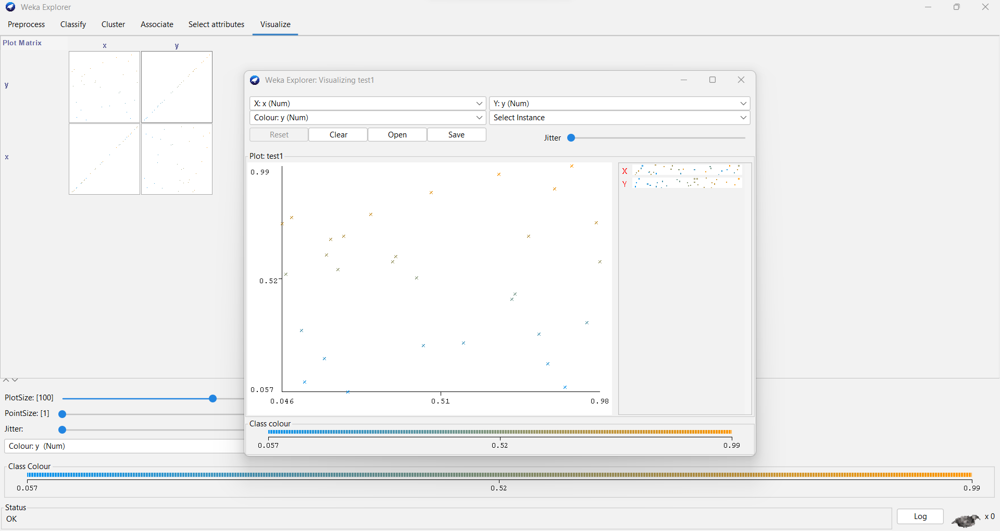 Weka Explorer
Preprocess Classify Cluster Associate Select attributes Visualize
Plot Matrix
x y
y
x
Weka Explorer: Visualizing test1
X: x (Num) Y: y (Num)
Colour: y (Num) Select Instance
Reset Clear Open Save Jitter
Plot: test1
0.99
0.52
0.057
0.046 0.51 0.98
X
Y
Class colour
0.057 0.52 0.99
PlotSize: [100]
PointSize: [1]
Jitter:
Colour: y (Num)
Class Colour
0.057 0.52 0.99
Status
OK
Log x 0